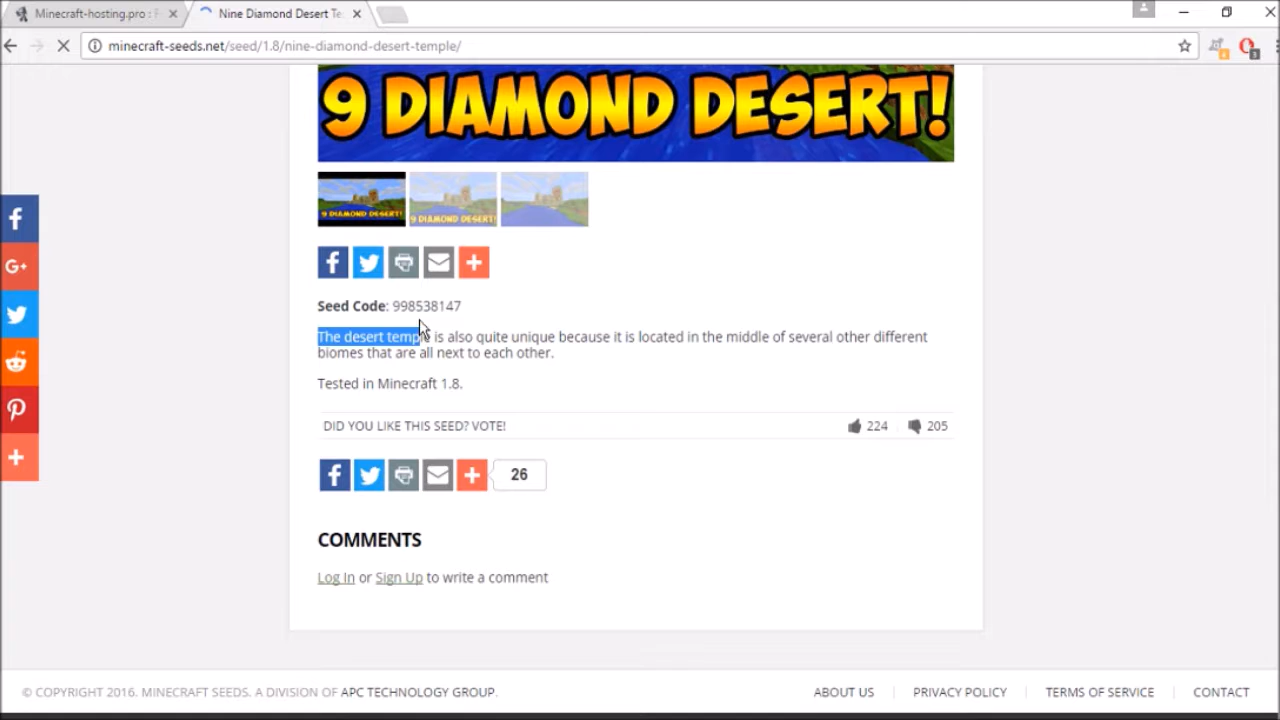 Minecraft-hosting.pro : F
Nine Diamond Desert Te
minecraft-seeds.net/seed/1.8/nine-diamond-desert-temple/
9 DIAMOND DESERT!
9 DIAMOND DESERT!
9 DIAMOND DESERT!
Seed Code: 998538147
The desert temple is also quite unique because it is located in the middle of several other different
biomes that are all next to each other.
Tested in Minecraft 1.8.
DID YOU LIKE THIS SEED? VOTE!
224
205
26
COMMENTS
Log In or Sign Up to write a comment
© COPYRIGHT 2016. MINECRAFT SEEDS. A DIVISION OF APC TECHNOLOGY GROUP.
ABOUT US
PRIVACY POLICY
TERMS OF SERVICE
CONTACT